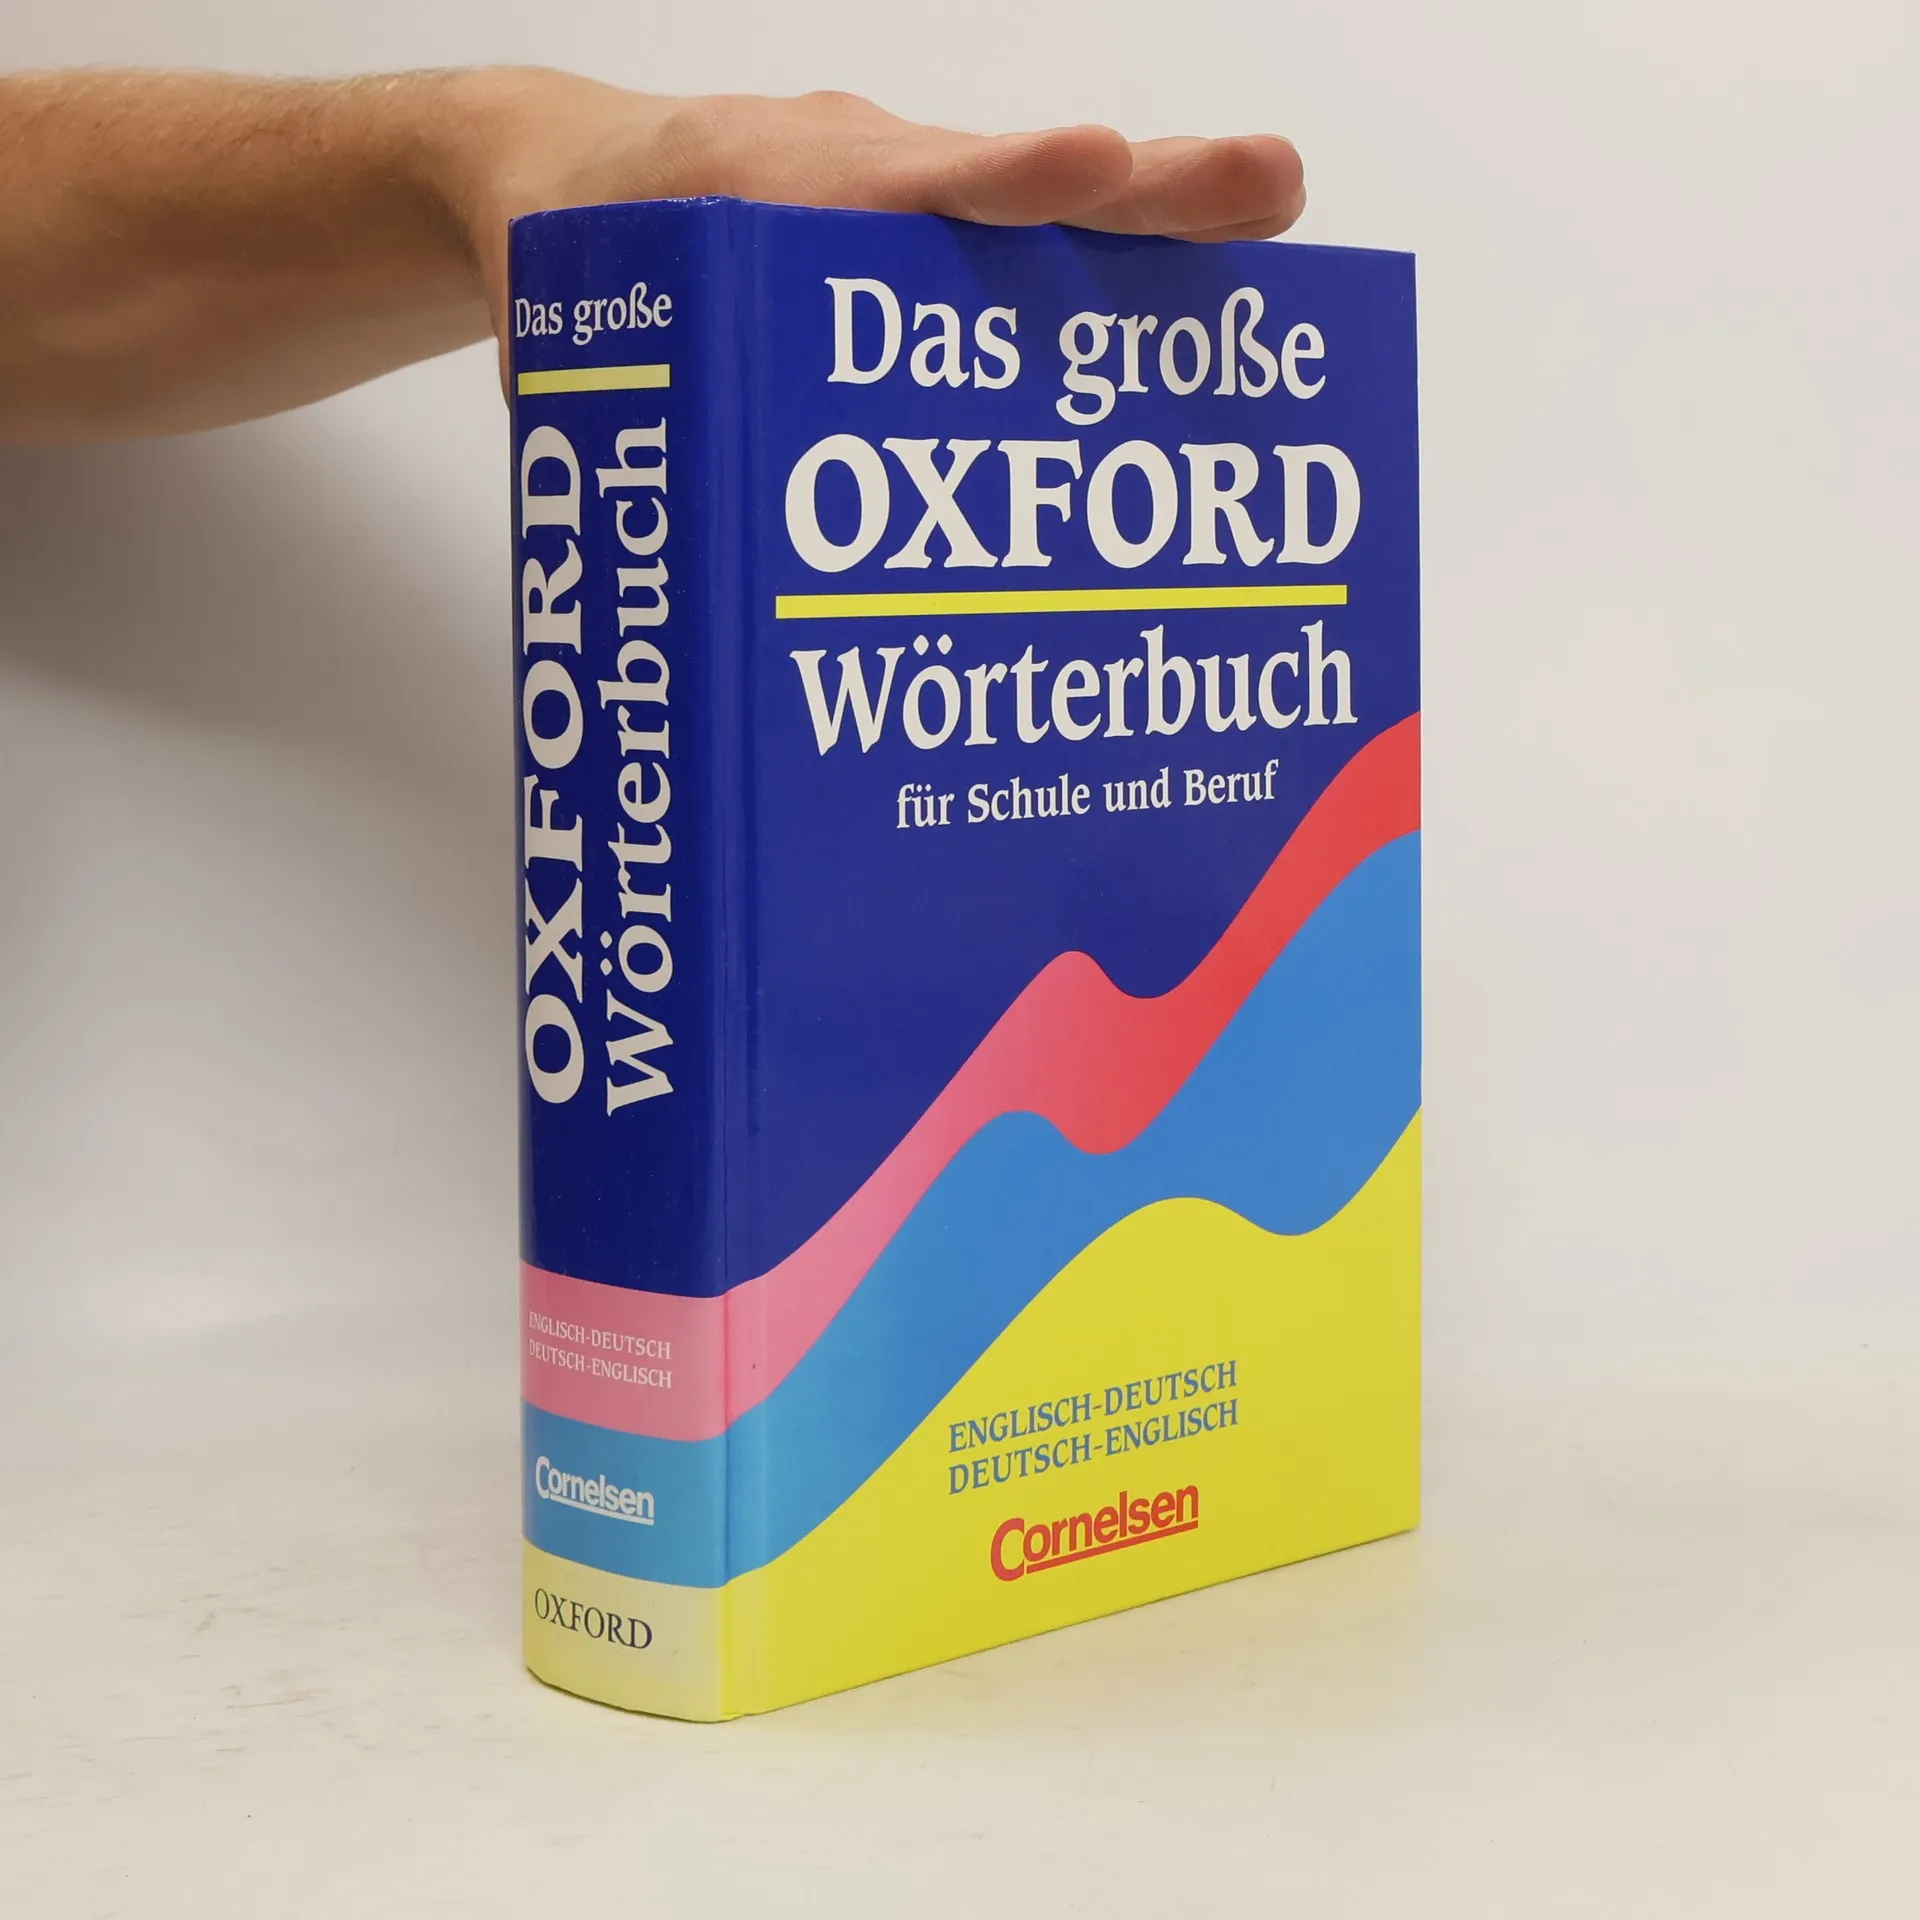 Das große
OXFORD
Wörterbuch
ENGLISCH-DEUTSCH
DEUTSCH-ENGLISCH
Cornelsen
OXFORD
Das große
OXFORD
Wörterbuch
für Schule und Beruf
ENGLISCH-DEUTSCH
DEUTSCH-ENGLISCH
Cornelsen